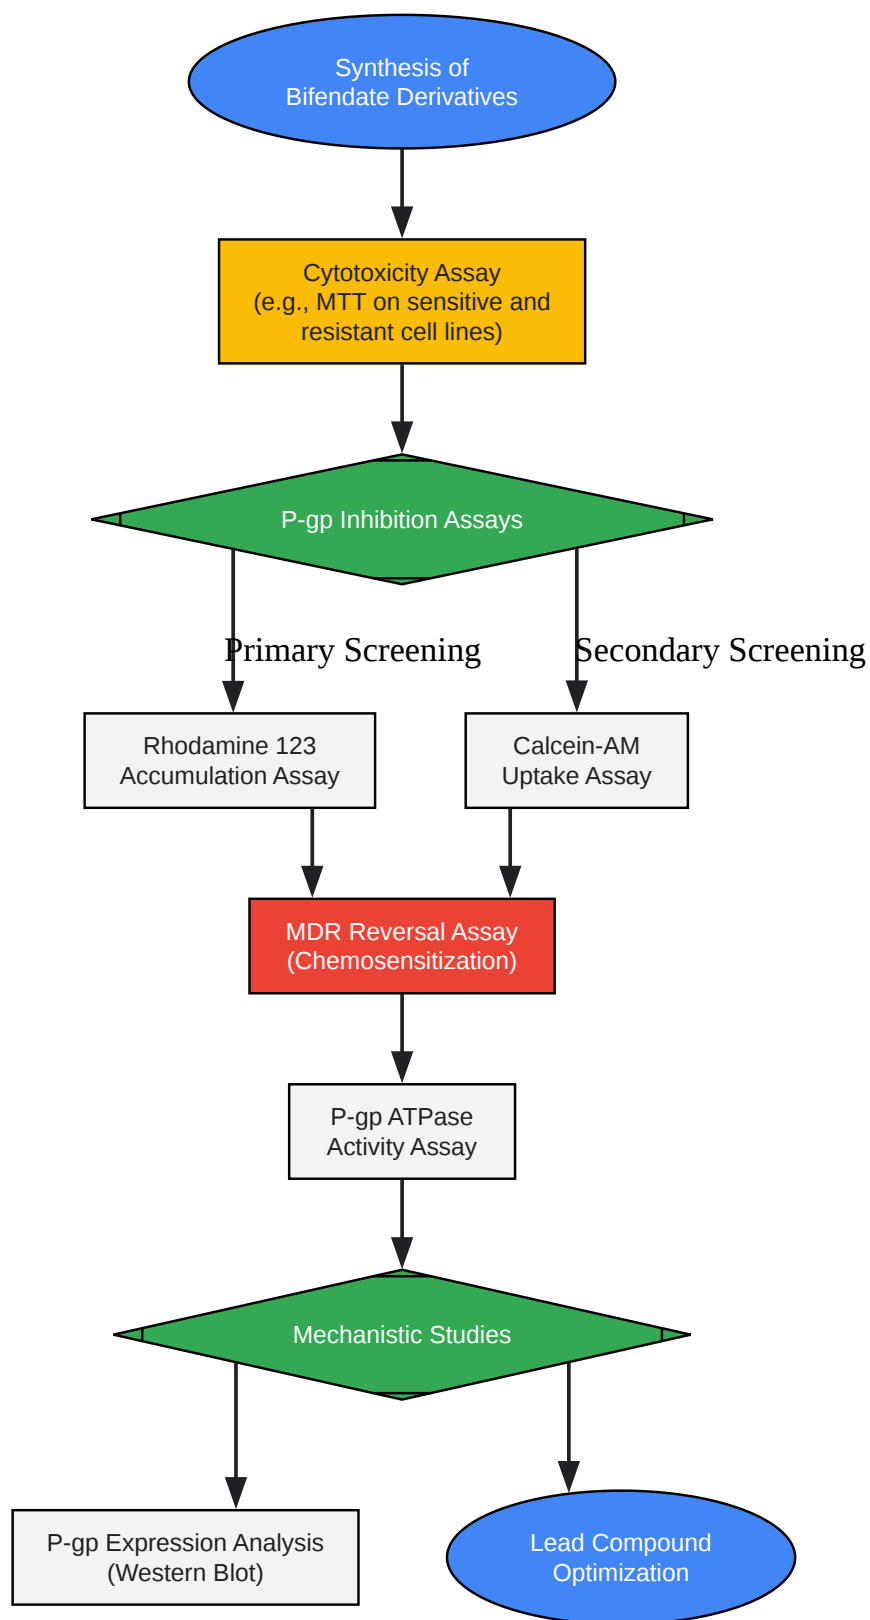 Synthesis of
Bifendate Derivatives
Cytotoxicity Assay
(e.g., MTT on sensitive and
resistant cell lines)
P-gp Inhibition Assays
Primary Screening
Secondary Screening
Rhodamine 123
Accumulation Assay
Calcein-AM
Uptake Assay
MDR Reversal Assay
(Chemosensitization)
P-gp ATPase
Activity Assay
Mechanistic Studies
P-gp Expression Analysis
(Western Blot)
Lead Compound
Optimization